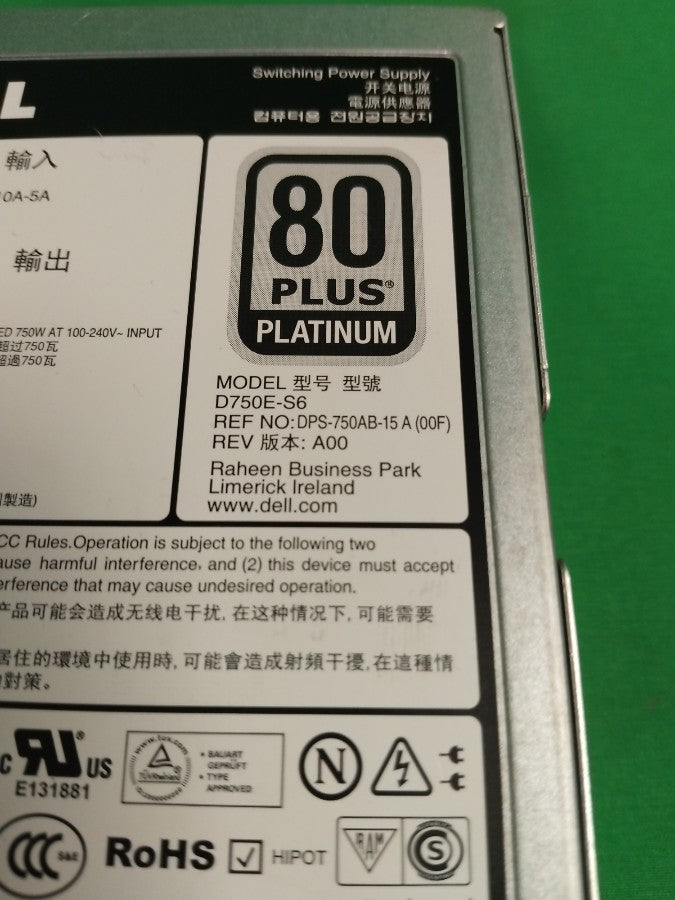 L
Switching Power Supply
开关电源
電源供應器
컴퓨터용 전원공급장치
輸入
0A-5A
輸出
ED 750W AT 100-240V~ INPUT
超过750瓦
超過750瓦
製造)
80
PLUS®
PLATINUM
MODEL 型号 型號
D750E-S6
REF NO: DPS-750AB-15 A (00F)
REV 版本: A00
Raheen Business Park
Limerick Ireland
www.dell.com
CC Rules.Operation is subject to the following two
ause harmful interference, and (2) this device must accept
erference that may cause undesired operation.
产品可能会造成无线电干扰, 在这种情况下, 可能需要
居住的環境中使用時, 可能會造成射頻干擾, 在這種情
對策。
C RU® US
E131881
www.tuv.com
TÜVRheinland
• BAUART
GEPRÜFT
• TYPE
APPROVED
N
CCC S&E
RoHS
HIPOT
RAM
S